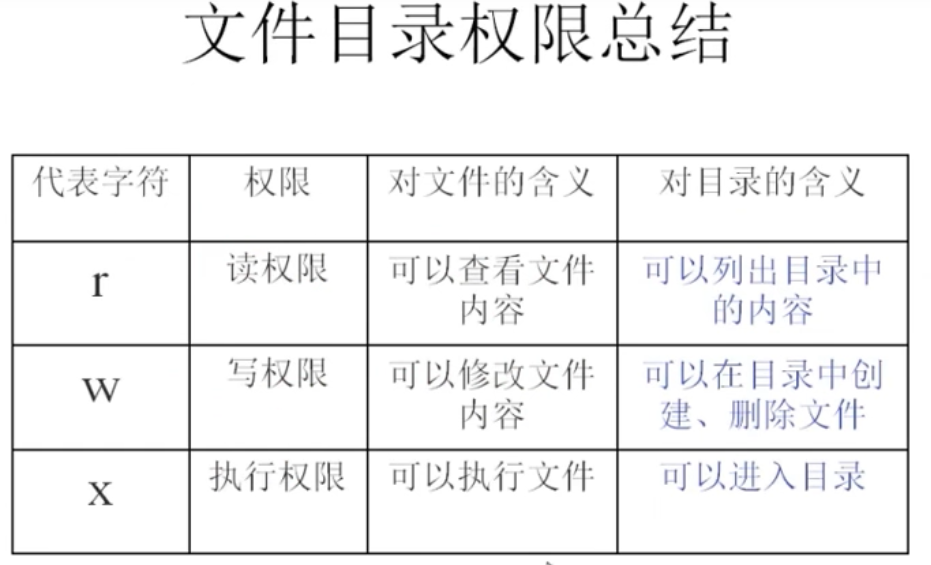 文件目录权限总结
代表字符 权限 对文件的含义 对目录的含义
r 读权限 可以查看文件 可以列出目录中
内容 的内容
w 写权限 可以修改文件 可以在目录中创
内容 建、删除文件
x 执行权限 可以执行文件 可以进入目录